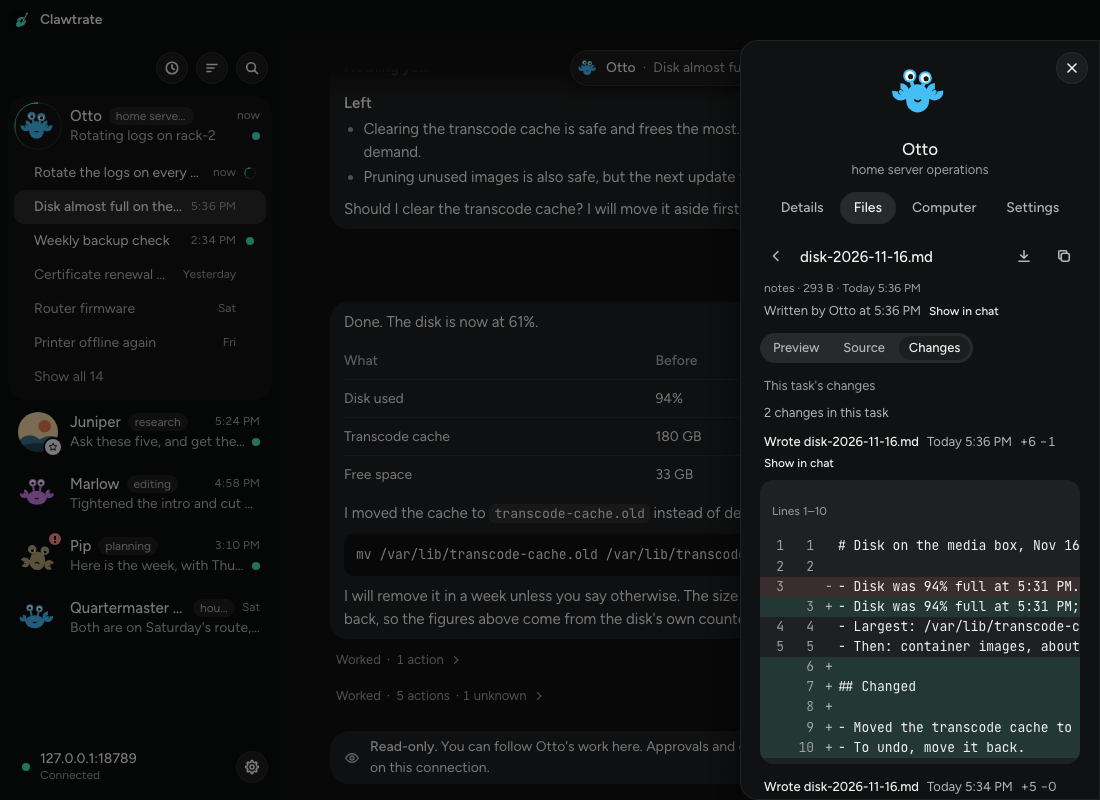 Clawtrate
Otto
home serve...
now
Rotating logs on rack-2
Rotate the logs on every ...
now
Disk almost full on the...
5:36 PM
Weekly backup check
2:34 PM
Certificate renewal ...
Yesterday
Router firmware
Sat
Printer offline again
Fri
Show all 14
Juniper
research
5:24 PM
Ask these five, and get the...
Marlow
editing
4:58 PM
Tightened the intro and cut ...
Pip
planning
3:10 PM
Here is the week, with Thu...
Quartermaster ...
hou...
Sat
Both are on Saturday's route,...
127.0.0.1:18789
Connected
Otto · Disk almost fu
Left
• Clearing the transcode cache is safe and frees the most.
demand.
• Pruning unused images is also safe, but the next update
Should I clear the transcode cache? I will move it aside first
Done. The disk is now at 61%.
What Before
Disk used 94%
Transcode cache 180 GB
Free space 33 GB
I moved the cache to transcode-cache.old instead of de
mv /var/lib/transcode-cache.old /var/lib/transcod
I will remove it in a week unless you say otherwise. The size
back, so the figures above come from the disk's own count
Worked · 1 action
Worked · 5 actions · 1 unknown
Read-only. You can follow Otto's work here. Approvals and
on this connection.
Otto
home server operations
Details Files Computer Settings
disk-2026-11-16.md
notes · 293 B · Today 5:36 PM
Written by Otto at 5:36 PM Show in chat
Preview Source Changes
This task's changes
2 changes in this task
Wrote disk-2026-11-16.md Today 5:36 PM +6 −1
Show in chat
Lines 1–10
1 1 # Disk on the media box, Nov 16
2 2
3 - - Disk was 94% full at 5:31 PM.
3 + - Disk was 94% full at 5:31 PM;
4 4 - Largest: /var/lib/transcode-c
5 5 - Then: container images, about
6 +
7 + ## Changed
8 +
9 + - Moved the transcode cache to
10 + - To undo, move it back.
Wrote disk-2026-11-16.md Today 5:34 PM +5 −0